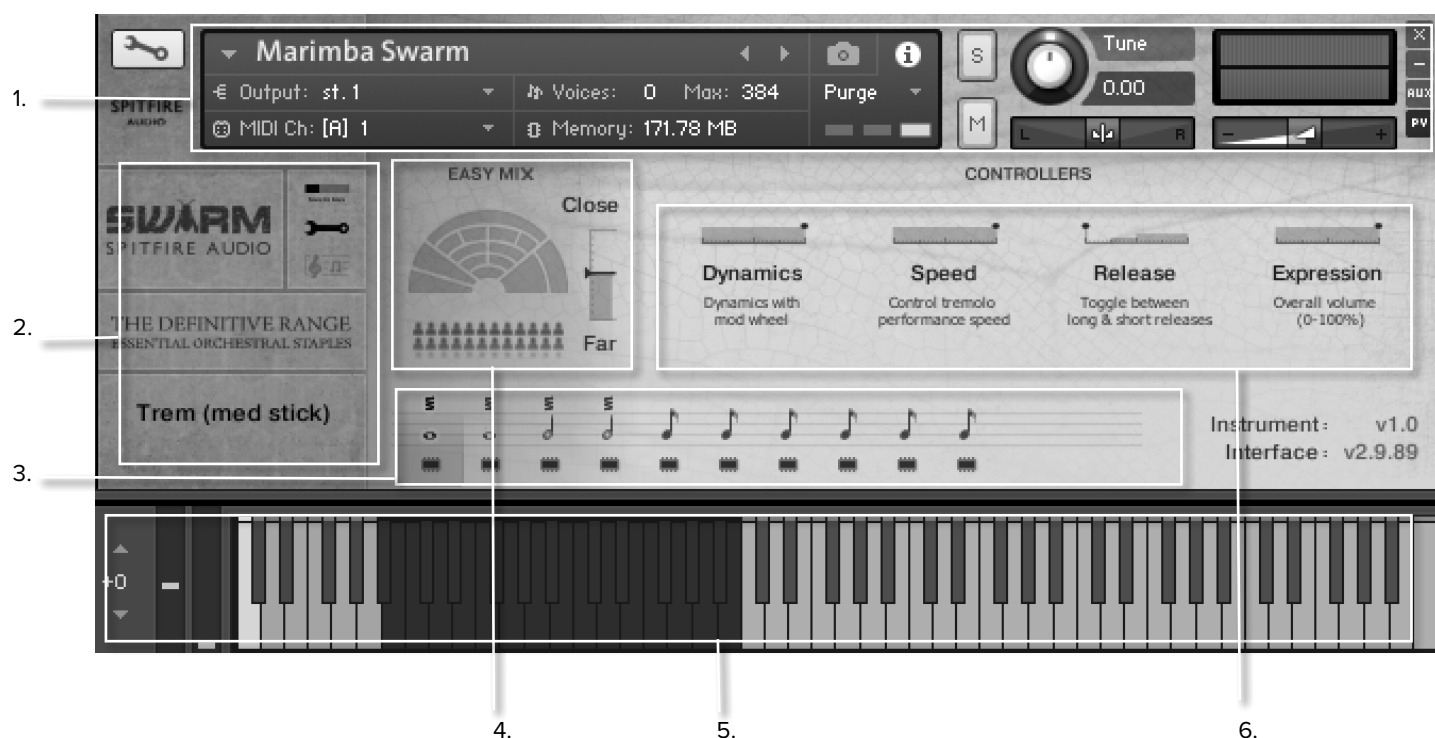 Marimba Swarm
S
Tune
Output: st.1
Voices: 0 Max: 384
Purge
0.00
AUX
1.
SPITFIRE
AUDIO
MIDI Ch: [A] 1
Memory: 171.78 MB
M
L
R
-
+
PV
EASY MIX
CONTROLLERS
Close
SWARM
SPITFIRE AUDIO
Dynamics
Speed
Release
Expression
Dynamics with
mod wheel
Control tremolo
performance speed
Toggle between
long & short releases
Overall volume
(0-100%)
2.
THE DEFINITIVE RANGE
ESSENTIAL ORCHESTRAL STAPLES
Far
Trem (med stick)
Instrument: v1.0
Interface: v2.9.89
3.
+0
4.
5.
6.